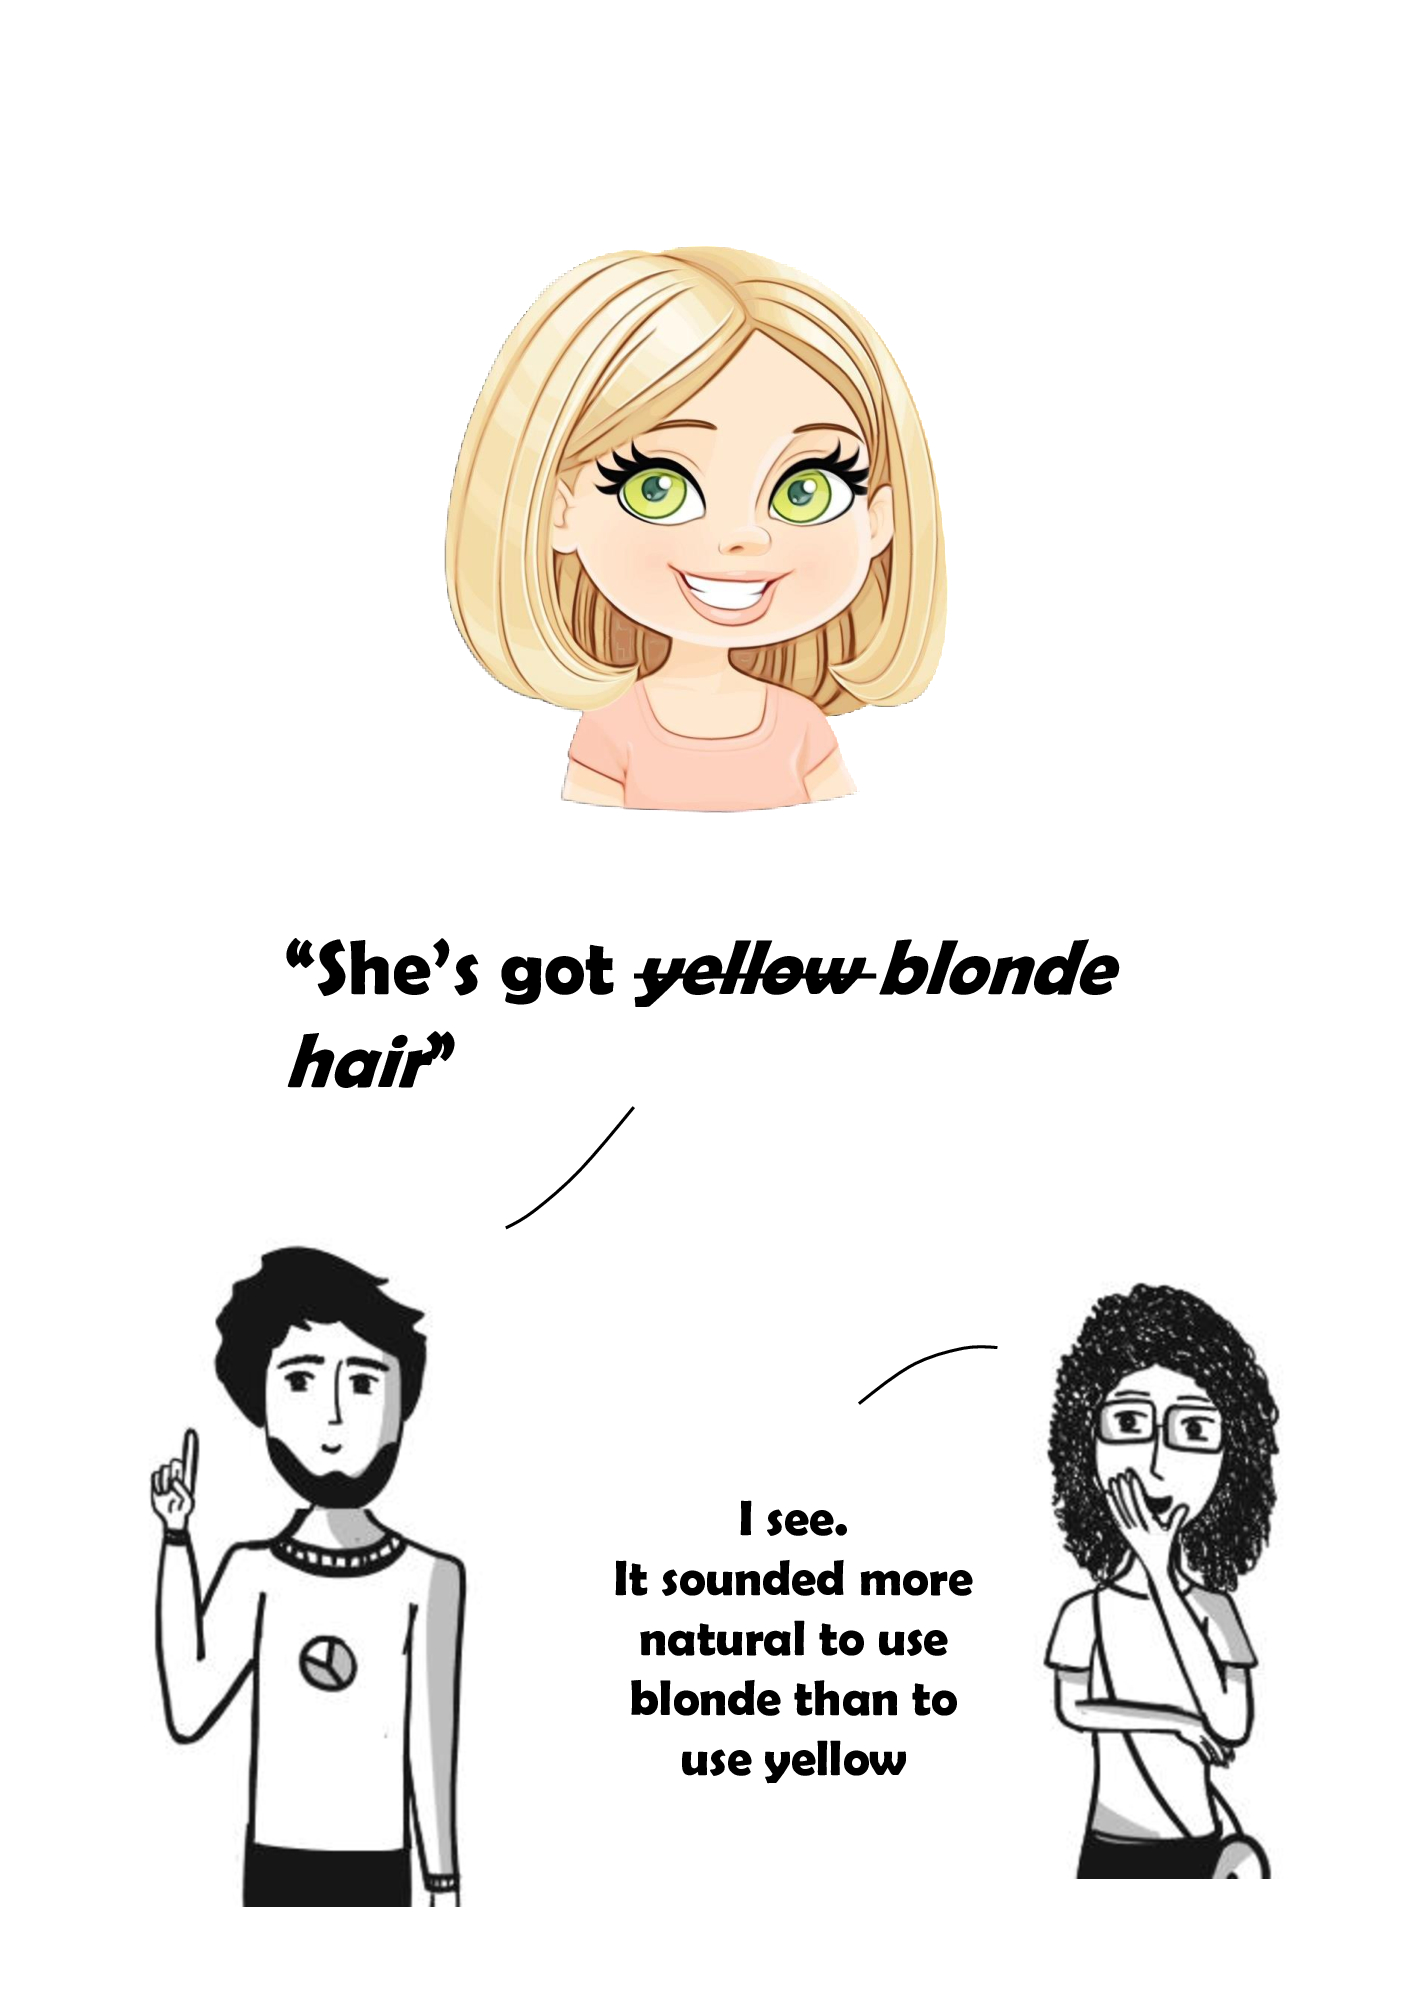 “She’s got yellow blonde
hair”
I see.
It sounded more
natural to use
blonde than to
use yellow